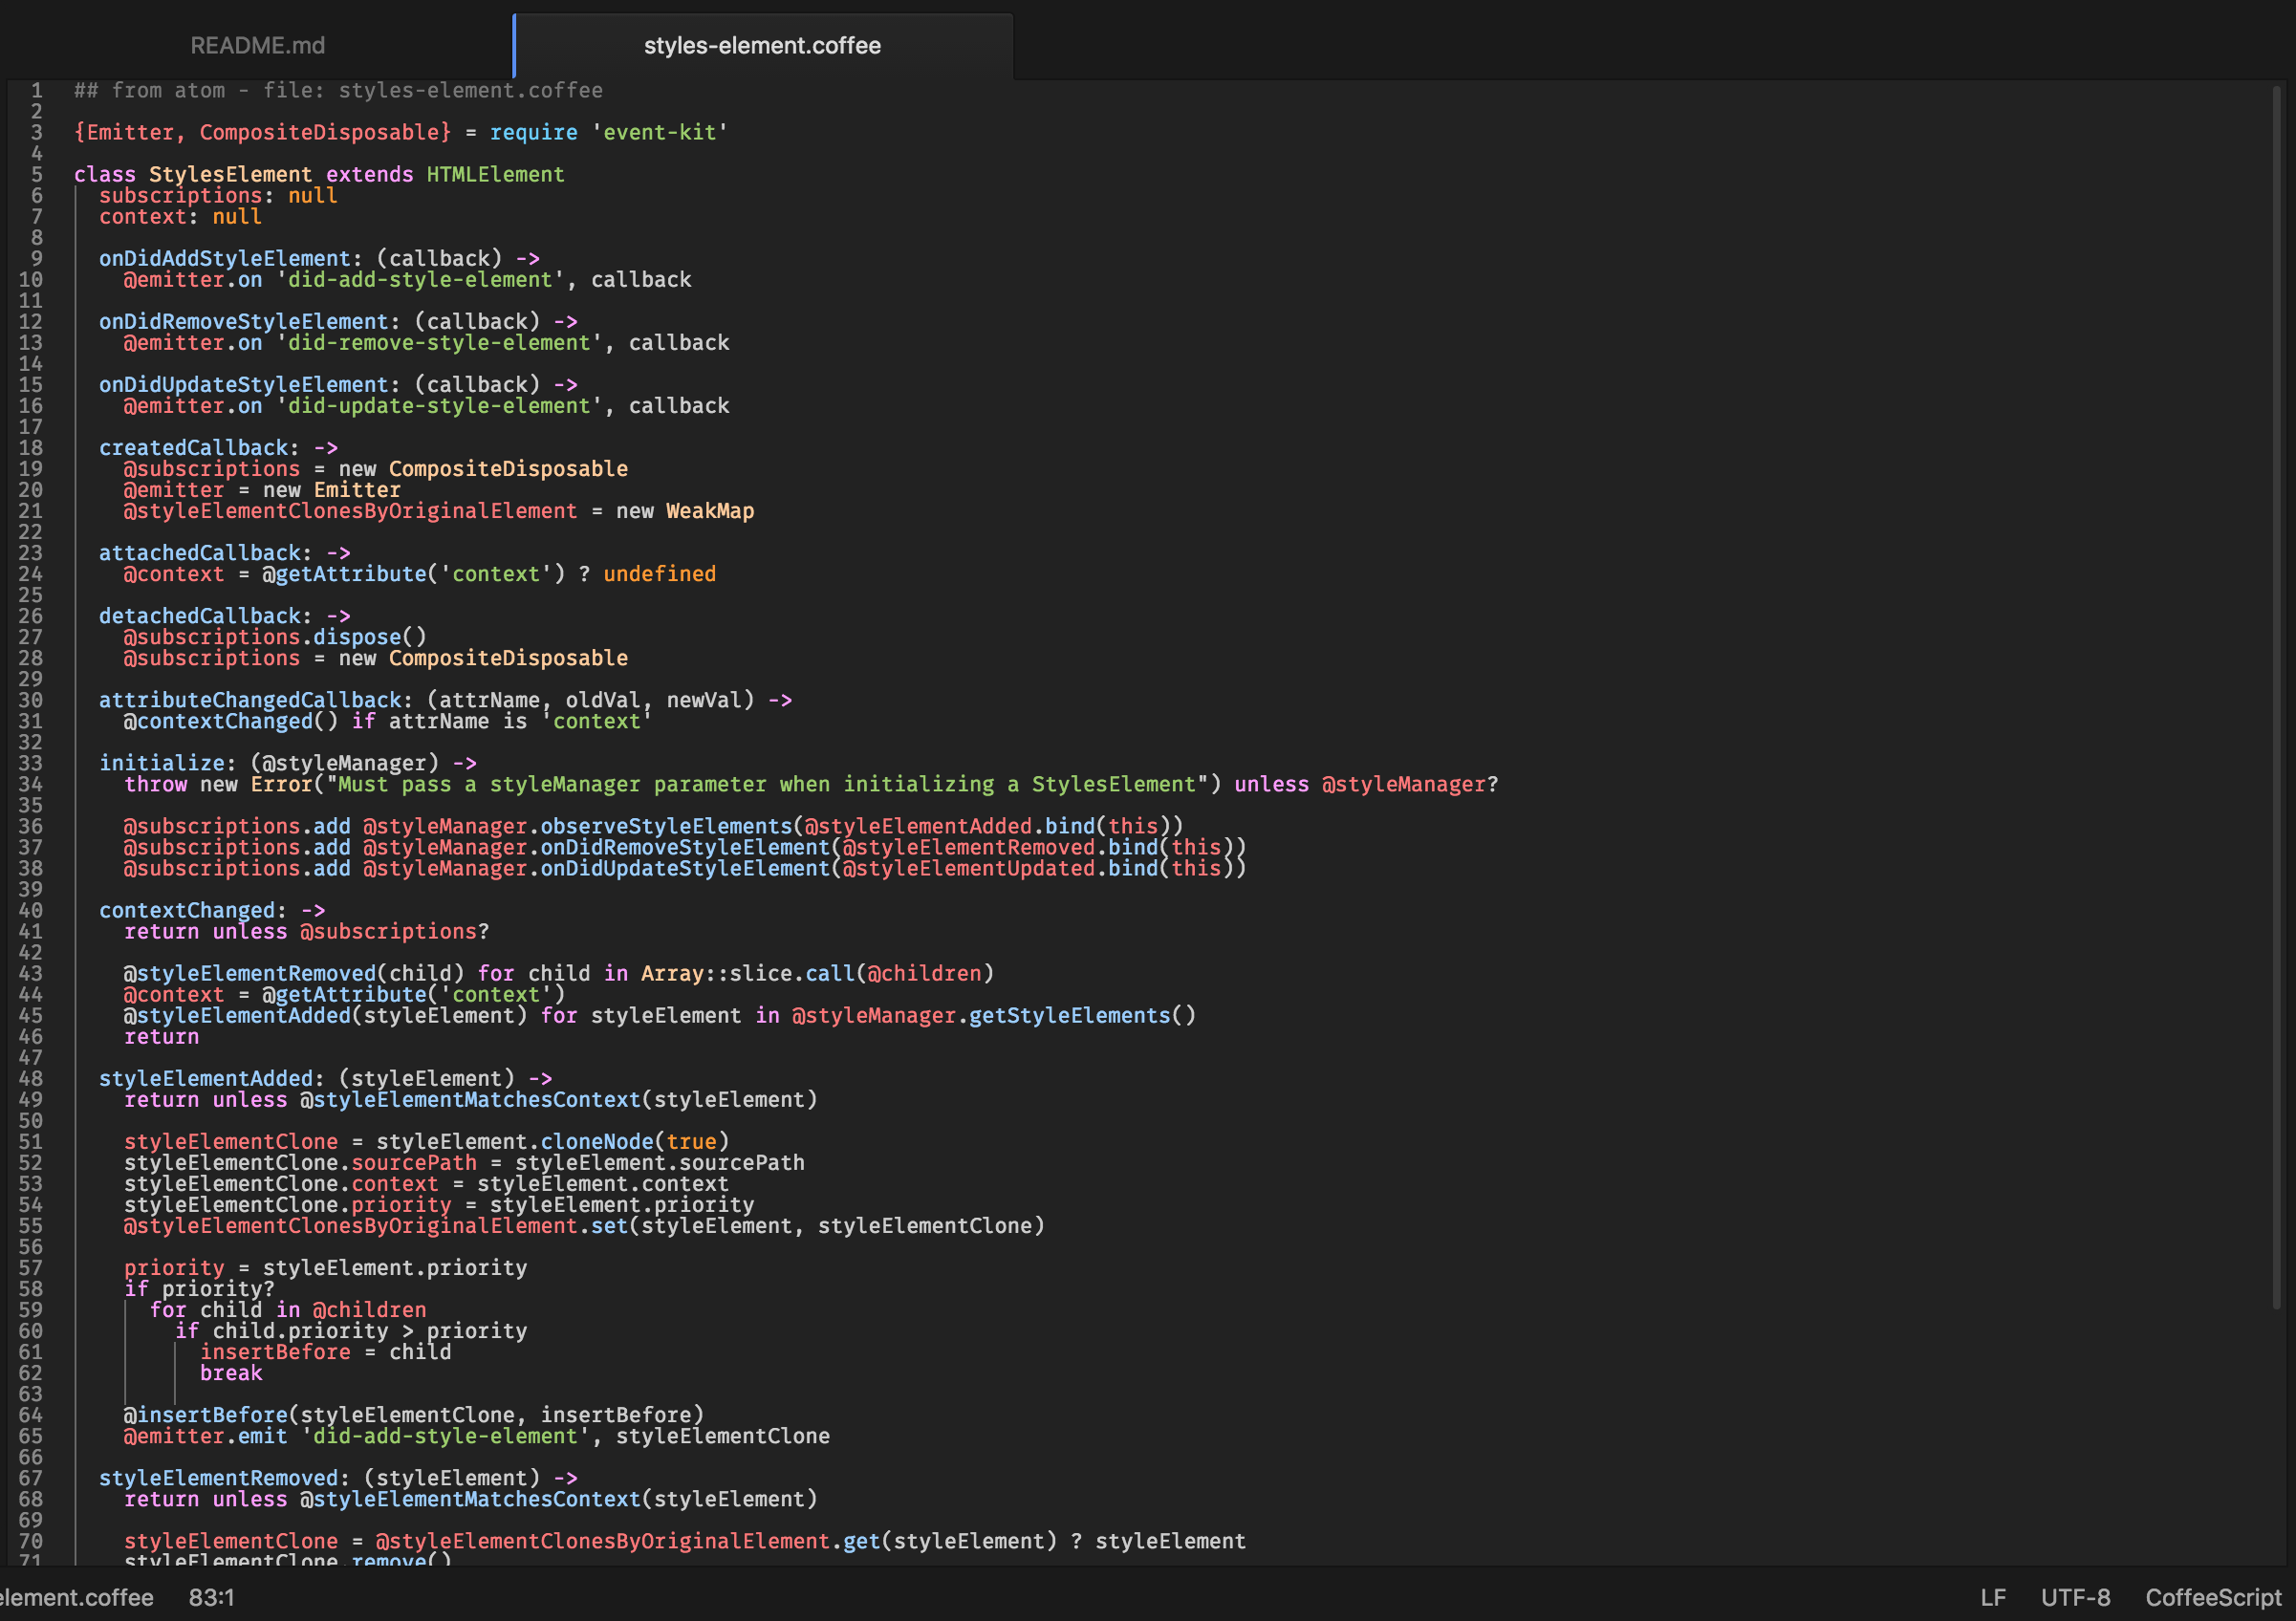 README.md
styles-element.coffee
1 ## from atom - file: styles-element.coffee
2
3 {Emitter, CompositeDisposable} = require 'event-kit'
4
5 class StylesElement extends HTMLElement
6   subscriptions: null
7   context: null
8
9   onDidAddStyleElement: (callback) ->
10     @emitter.on 'did-add-style-element', callback
11
12   onDidRemoveStyleElement: (callback) ->
13     @emitter.on 'did-remove-style-element', callback
14
15   onDidUpdateStyleElement: (callback) ->
16     @emitter.on 'did-update-style-element', callback
17
18   createdCallback: ->
19     @subscriptions = new CompositeDisposable
20     @emitter = new Emitter
21     @styleElementClonesByOriginalElement = new WeakMap
22
23   attachedCallback: ->
24     @context = @getAttribute('context') ? undefined
25
26   detachedCallback: ->
27     @subscriptions.dispose()
28     @subscriptions = new CompositeDisposable
29
30   attributeChangedCallback: (attrName, oldVal, newVal) ->
31     @contextChanged() if attrName is 'context'
32
33   initialize: (@styleManager) ->
34     throw new Error("Must pass a styleManager parameter when initializing a StylesElement") unless @styleManager?
35
36     @subscriptions.add @styleManager.observeStyleElements(@styleElementAdded.bind(this))
37     @subscriptions.add @styleManager.onDidRemoveStyleElement(@styleElementRemoved.bind(this))
38     @subscriptions.add @styleManager.onDidUpdateStyleElement(@styleElementUpdated.bind(this))
39
40   contextChanged: ->
41     return unless @subscriptions?
42
43     @styleElementRemoved(child) for child in Array::slice.call(@children)
44     @context = @getAttribute('context')
45     @styleElementAdded(styleElement) for styleElement in @styleManager.getStyleElements()
46     return
47
48   styleElementAdded: (styleElement) ->
49     return unless @styleElementMatchesContext(styleElement)
50
51     styleElementClone = styleElement.cloneNode(true)
52     styleElementClone.sourcePath = styleElement.sourcePath
53     styleElementClone.context = styleElement.context
54     styleElementClone.priority = styleElement.priority
55     @styleElementClonesByOriginalElement.set(styleElement, styleElementClone)
56
57     priority = styleElement.priority
58     if priority?
59       for child in @children
60         if child.priority > priority
61           insertBefore = child
62           break
63
64     @insertBefore(styleElementClone, insertBefore)
65     @emitter.emit 'did-add-style-element', styleElementClone
66
67   styleElementRemoved: (styleElement) ->
68     return unless @styleElementMatchesContext(styleElement)
69
70     styleElementClone = @styleElementClonesByOriginalElement.get(styleElement) ? styleElement
71     styleElementClone.remove()
element.coffee 83:1 LF UTF-8 CoffeeScript